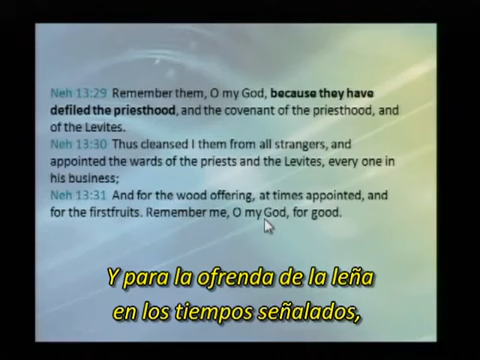 Neh 13:29 Remember them, O my God, because they have
defiled the priesthood, and the covenant of the priesthood, and
of the Levites.
Neh 13:30 Thus cleansed I them from all strangers, and
appointed the wards of the priests and the Levites, every one in
his business;
Neh 13:31 And for the wood offering, at times appointed, and
for the firstfruits. Remember me, O my God, for good.
Y para la ofrenda de la leña
en los tiempos señalados,